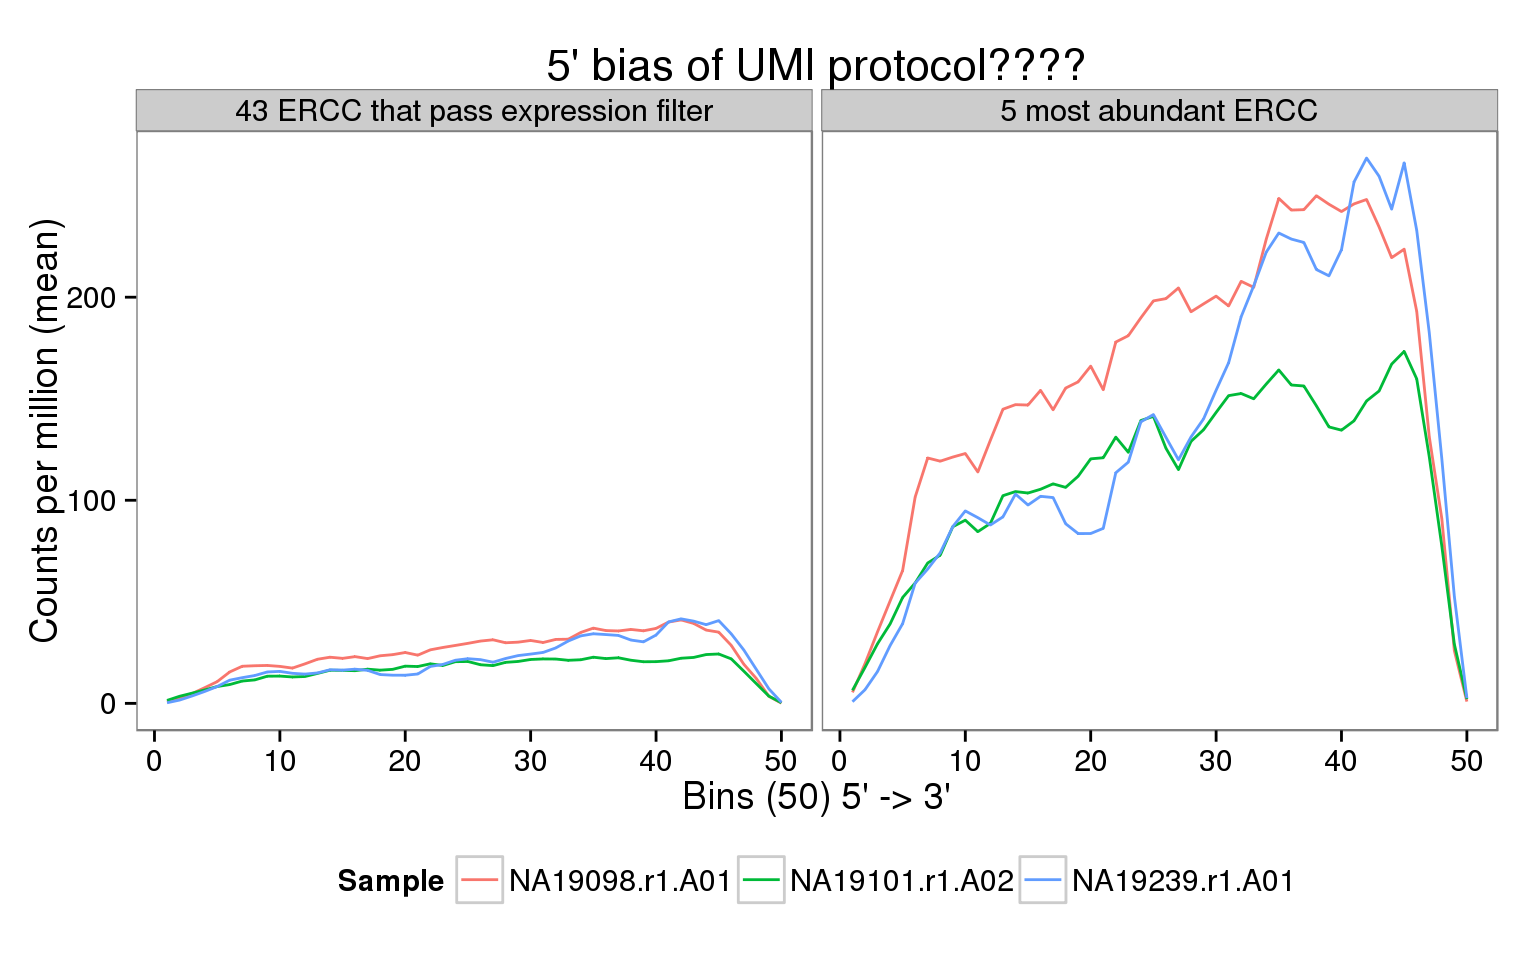 5' bias of UMI protocol????
43 ERCC that pass expression filter
5 most abundant ERCC
Counts per million (mean)
200
100
0
0 10 20 30 40 50
0 10 20 30 40 50
Bins (50) 5' -> 3'
Sample NA19098.r1.A01 NA19101.r1.A02 NA19239.r1.A01